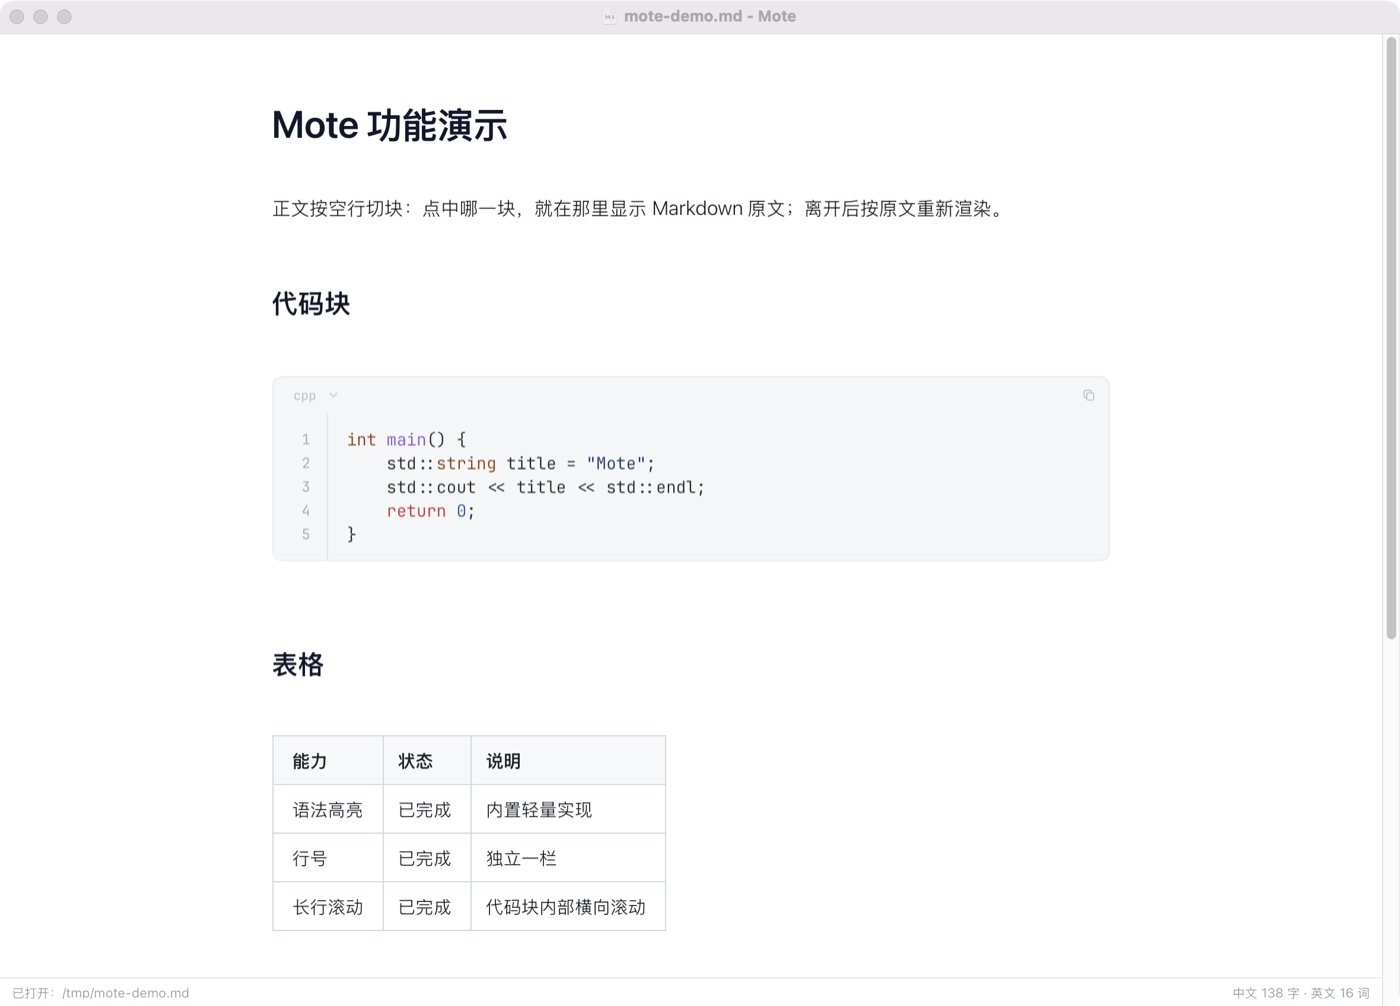 mote-demo.md - Mote
Mote 功能演示
正文按空行切块：点中哪一块，就在那里显示 Markdown 原文；离开后按原文重新渲染。
代码块
cpp
1 int main() {
2     std::string title = "Mote";
3     std::cout << title << std::endl;
4     return 0;
5 }
表格
能力 状态 说明
语法高亮 已完成 内置轻量实现
行号 已完成 独立一栏
长行滚动 已完成 代码块内部横向滚动
已打开：/tmp/mote-demo.md 中文 138 字 · 英文 16 词